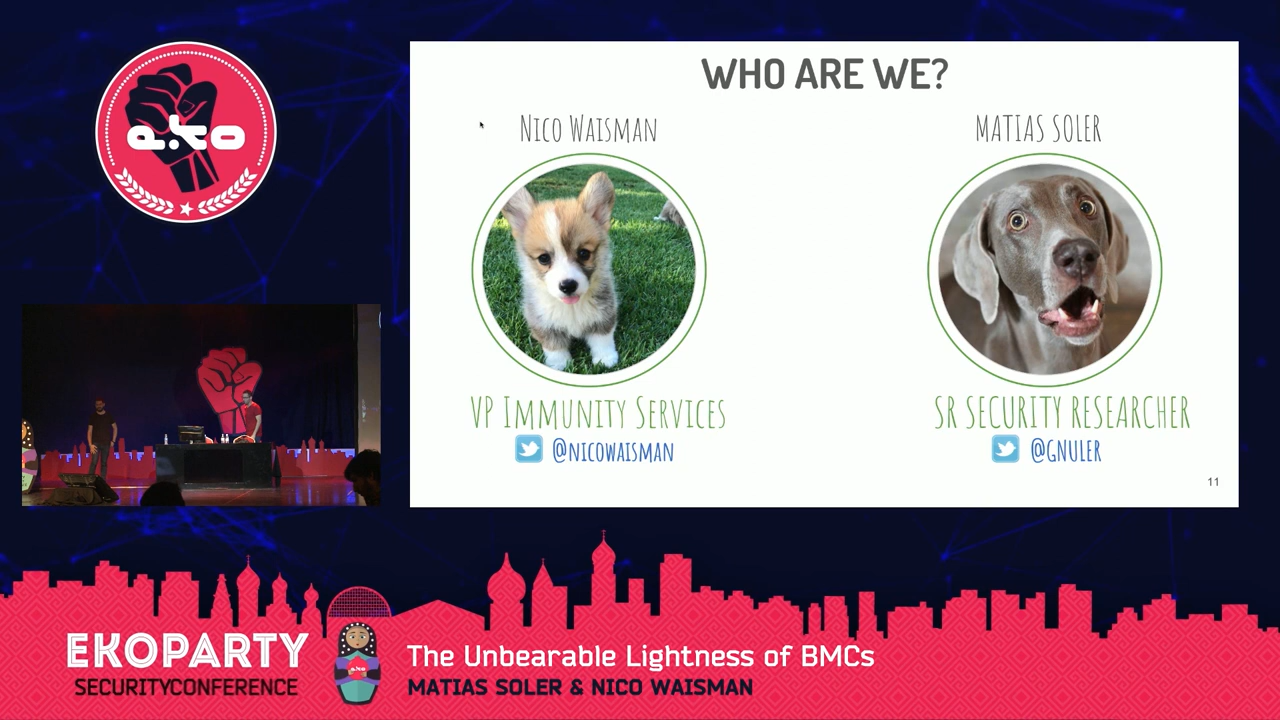 eko
WHO ARE WE?
Nico Waisman
MATIAS SOLER
VP Immunity Services
SR SECURITY RESEARCHER
@NICOWAISMAN
@GNULER
11
EKOPARTY
SECURITYCONFERENCE
The Unbearable Lightness of BMCs
MATIAS SOLER & NICO WAISMAN